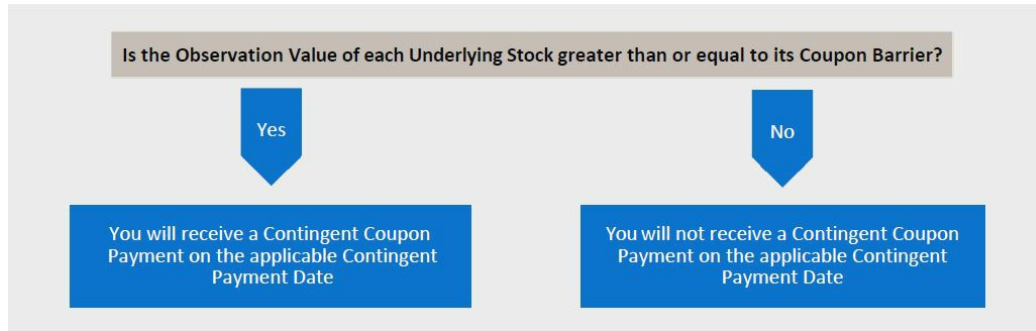 Is the Observation Value of each Underlying Stock greater than or equal to its Coupon Barrier?
Yes
No
You will receive a Contingent Coupon
Payment on the applicable Contingent
Payment Date
You will not receive a Contingent Coupon
Payment on the applicable Contingent
Payment Date